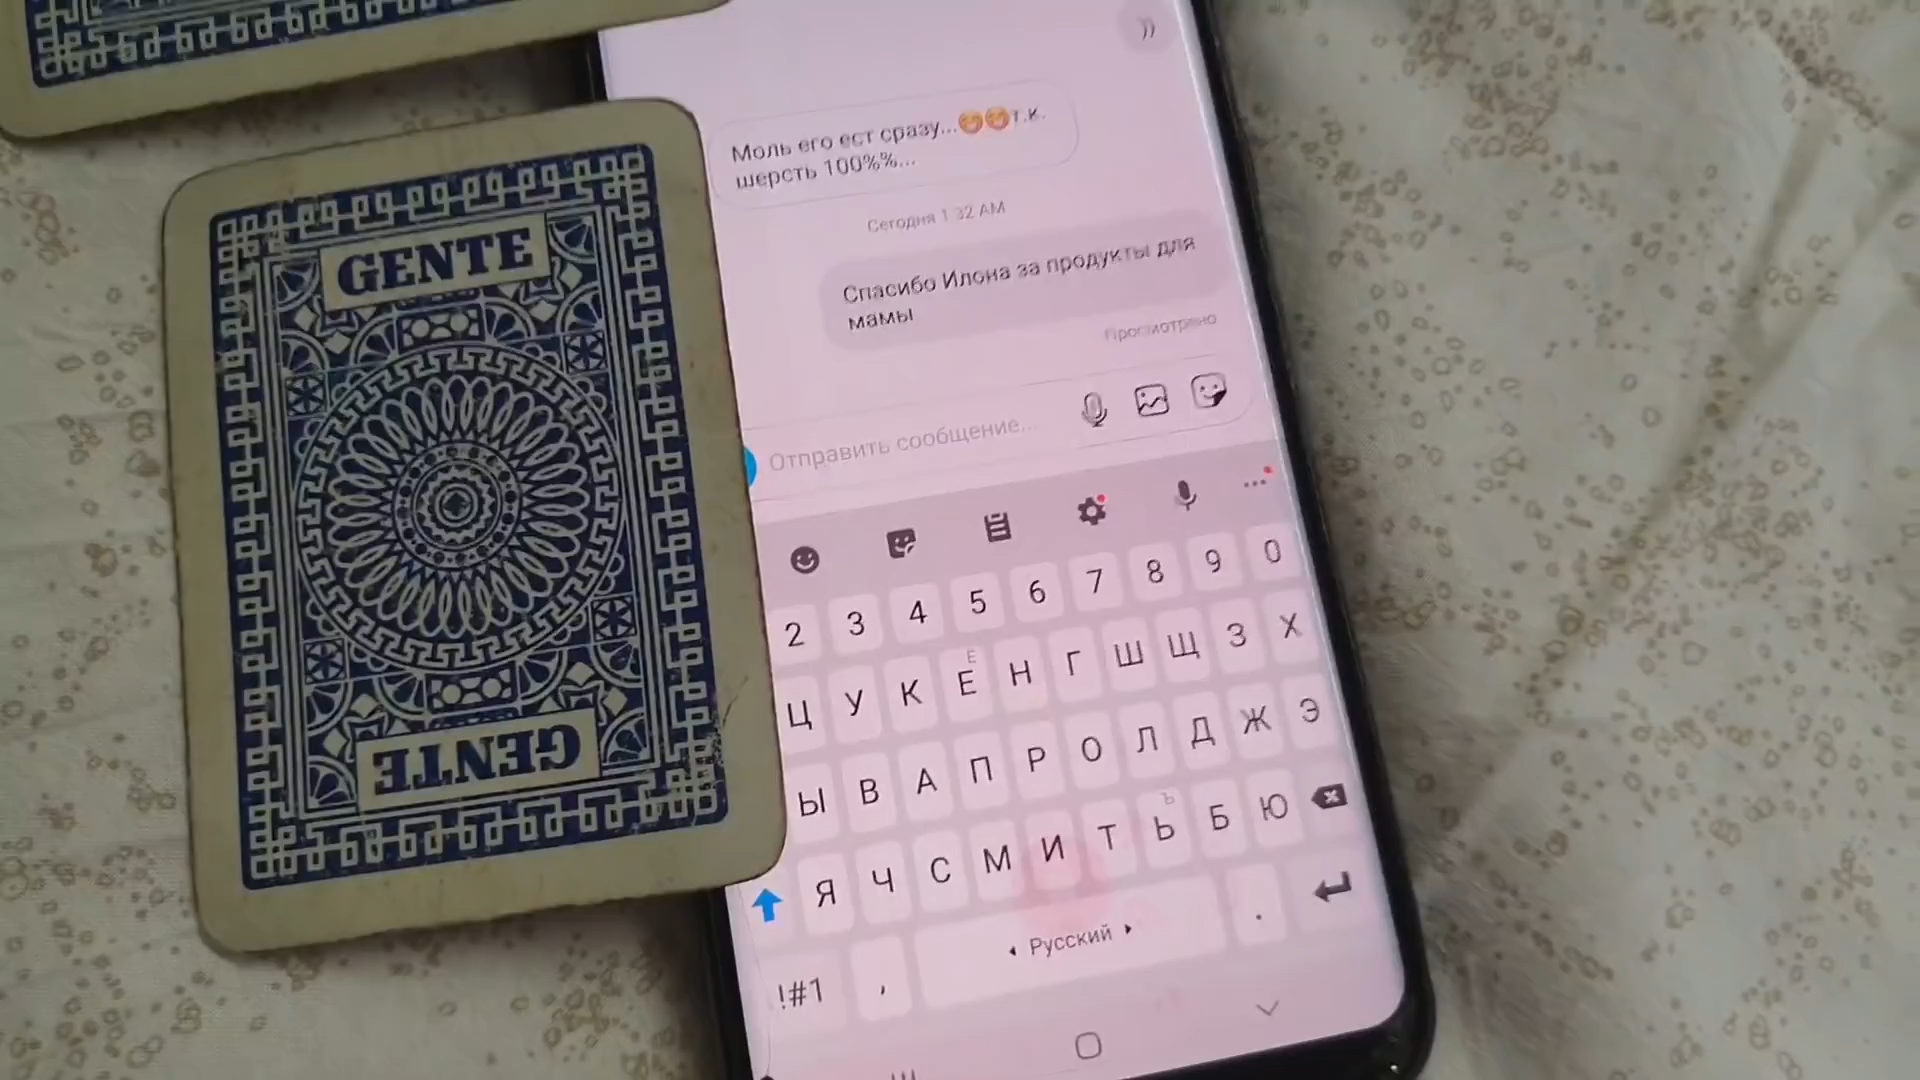 GENTE
GENTE
Моль его ест сразу...😁😁т.к.
шерсть 100%%...
Сегодня 1:32 AM
Спасибо Илона за продукты для
мамы
Просмотрено
Отправить сообщение...
2 3 4 5 6 7 8 9 0
Ц У К Е Ё Н Г Ш Щ З Х
Ы В А П Р О Л Д Ж Э
Я Ч С М И Т Ь Ъ Б Ю
!#1 , Русский .